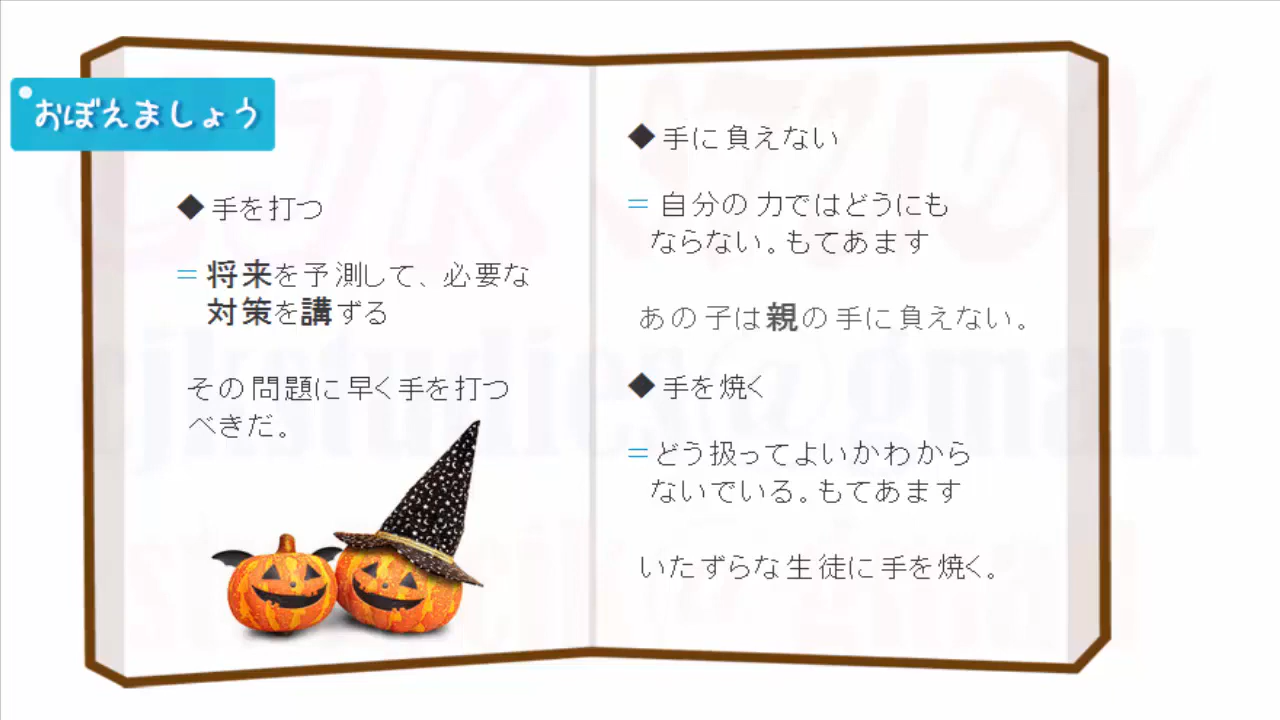 おぼえましょう
◆手を打つ
＝将来を予測して、必要な
対策を講ずる
その問題に早く手を打つ
べきだ。
◆手に負えない
＝自分の力ではどうにも
ならない。もてあます
あの子は親の手に負えない。
◆手を焼く
＝どう扱ってよいかわから
ないでいる。もてあます
いたずらな生徒に手を焼く。